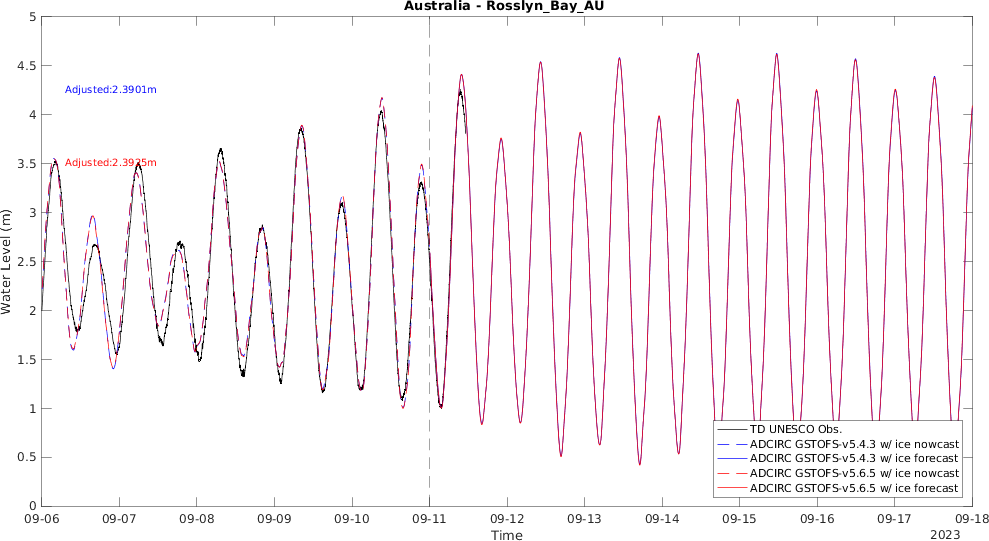 Australia - Rosslyn_Bay_AU
5
4.5
4
3.5
3
2.5
2
1.5
1
0.5
0
Water Level (m)
Adjusted:2.3901m
Adjusted:2.3935m
TD UNESCO Obs.
ADCIRC GSTOFS-v5.4.3 w/ ice nowcast
ADCIRC GSTOFS-v5.4.3 w/ ice forecast
ADCIRC GSTOFS-v5.6.5 w/ ice nowcast
ADCIRC GSTOFS-v5.6.5 w/ ice forecast
09-06 09-07 09-08 09-09 09-10 09-11 09-12 09-13 09-14 09-15 09-16 09-17 09-18
Time
2023